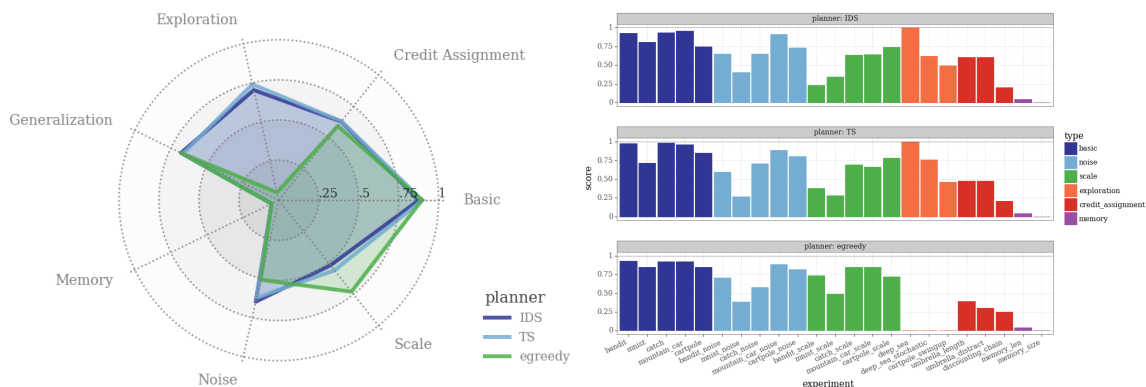 Exploration
Credit Assignment
Generalization
.25
.5
.75
1
Basic
Memory
Noise
Scale
planner
IDS
TS
egreedy
planner: IDS
1
0.75
0.50
0.25
0
planner: TS
1
0.75
0.50
0.25
0
planner: egreedy
1
0.75
0.50
0.25
0
score
bandit
mnist
catch
mountain_car
cartpole
bandit_noise
mnist_noise
catch_noise
mountain_car_noise
cartpole_noise
bandit_scale
mnist_scale
catch_scale
mountain_car_scale
cartpole_scale
deep_sea
deep_sea_stochastic
cartpole_swingup
umbrella_length
umbrella_distract
discounting_chain
memory_len
memory_size
experiment
type
basic
noise
scale
exploration
credit_assignment
memory